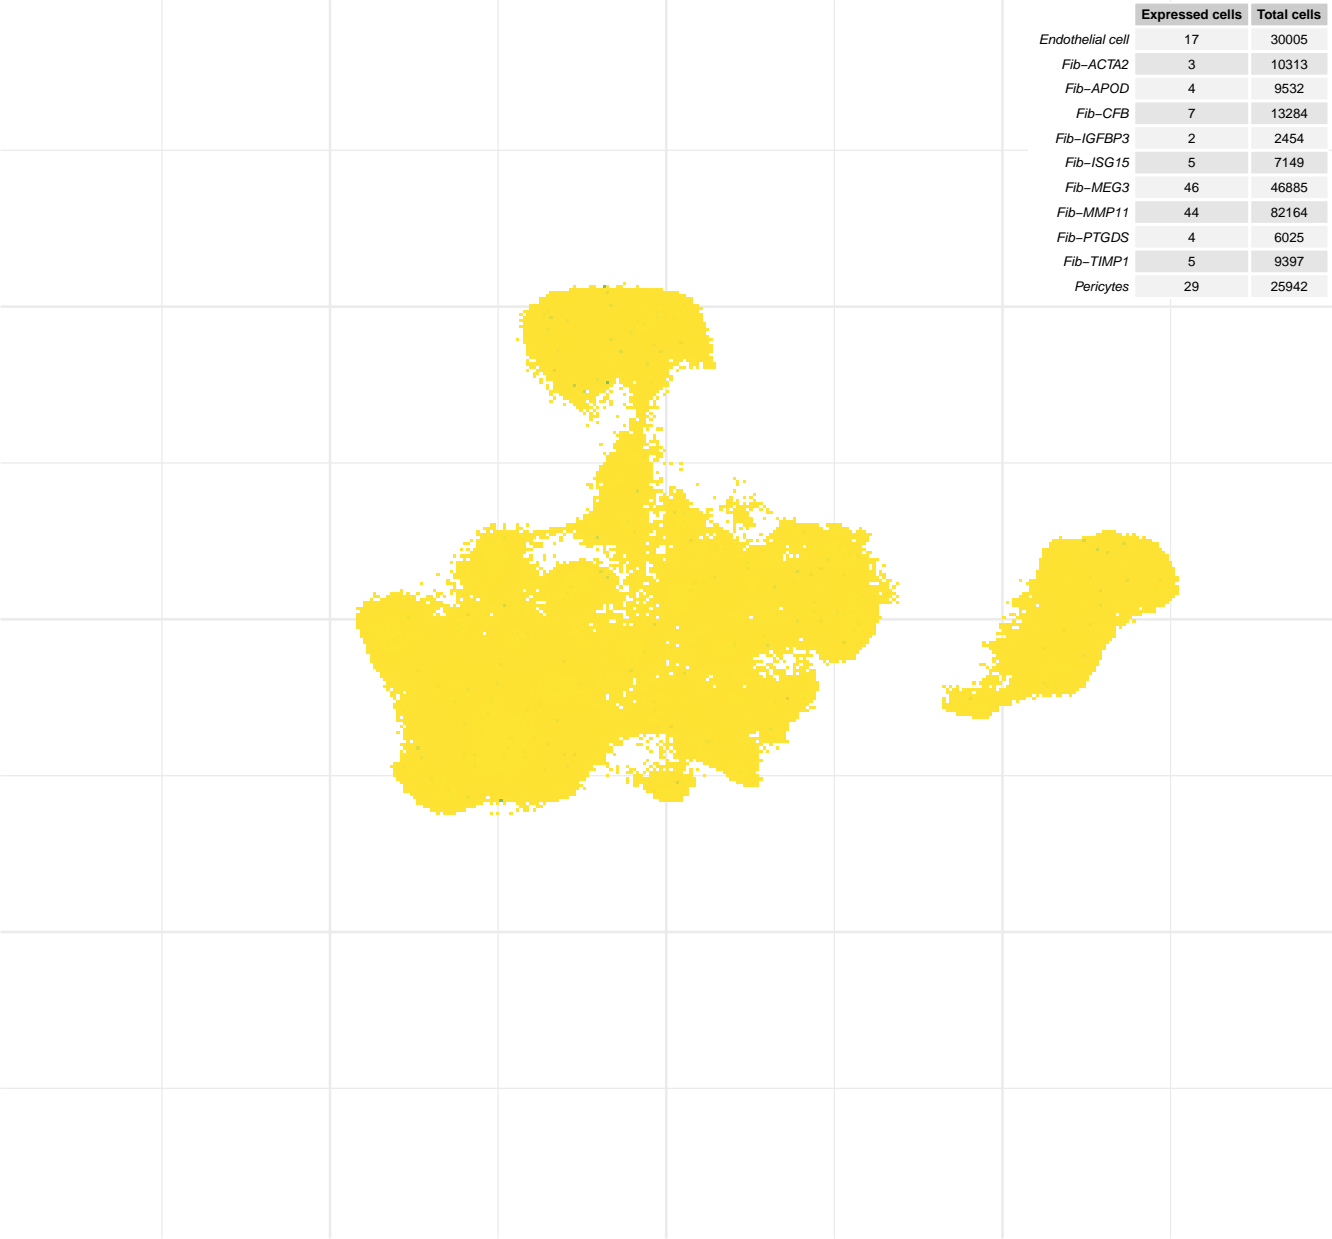 Expressed cells Total cells
Endothelial cell 17 30005
Fib−ACTA2 3 10313
Fib−APOD 4 9532
Fib−CFB 7 13284
Fib−IGFBP3 2 2454
Fib−ISG15 5 7149
Fib−MEG3 46 46885
Fib−MMP11 44 82164
Fib−PTGDS 4 6025
Fib−TIMP1 5 9397
Pericytes 29 25942